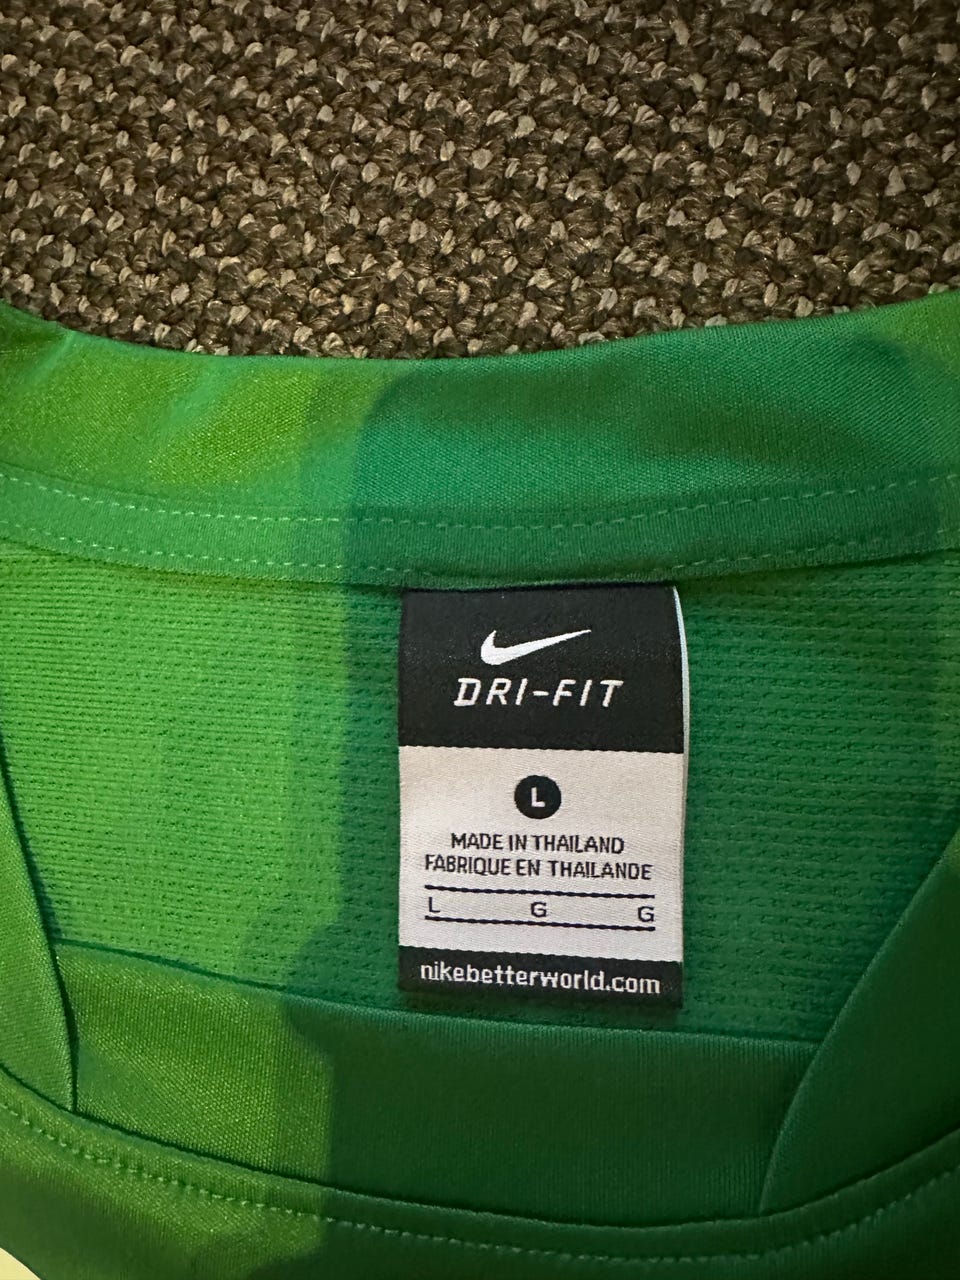 DRI-FIT
L
MADE IN THAILAND
FABRIQUE EN THAILANDE
L G G
nikebetterworld.com